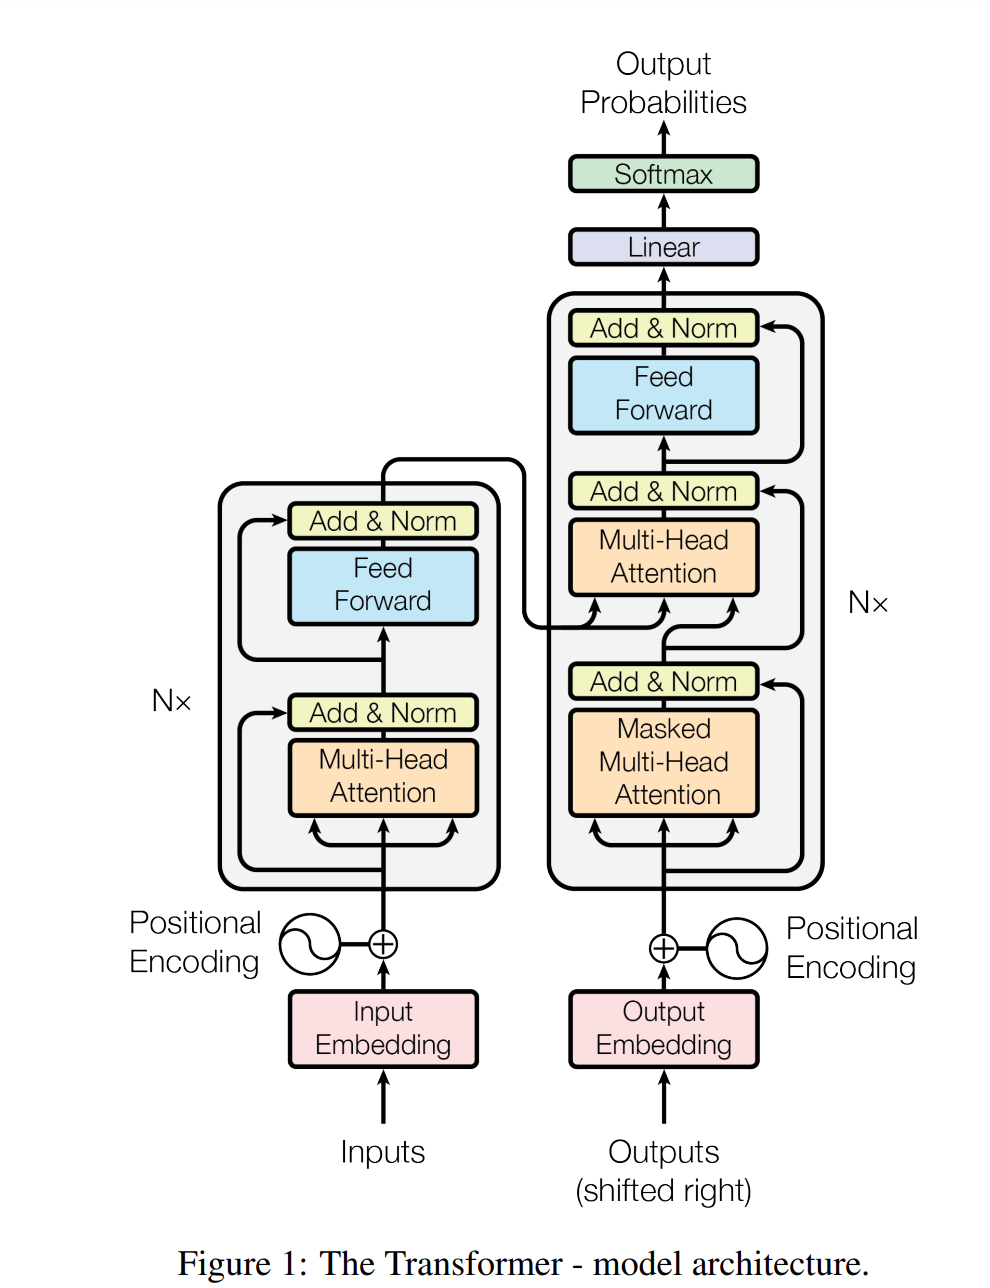 Output
Probabilities
Softmax
Linear
Add & Norm
Feed
Forward
Add & Norm
Multi-Head
Attention
N×
Add & Norm
Masked
Multi-Head
Attention
Add & Norm
Feed
Forward
N×
Add & Norm
Multi-Head
Attention
Positional
Encoding
Positional
Encoding
Input
Embedding
Output
Embedding
Inputs
Outputs
(shifted right)
Figure 1: The Transformer - model architecture.